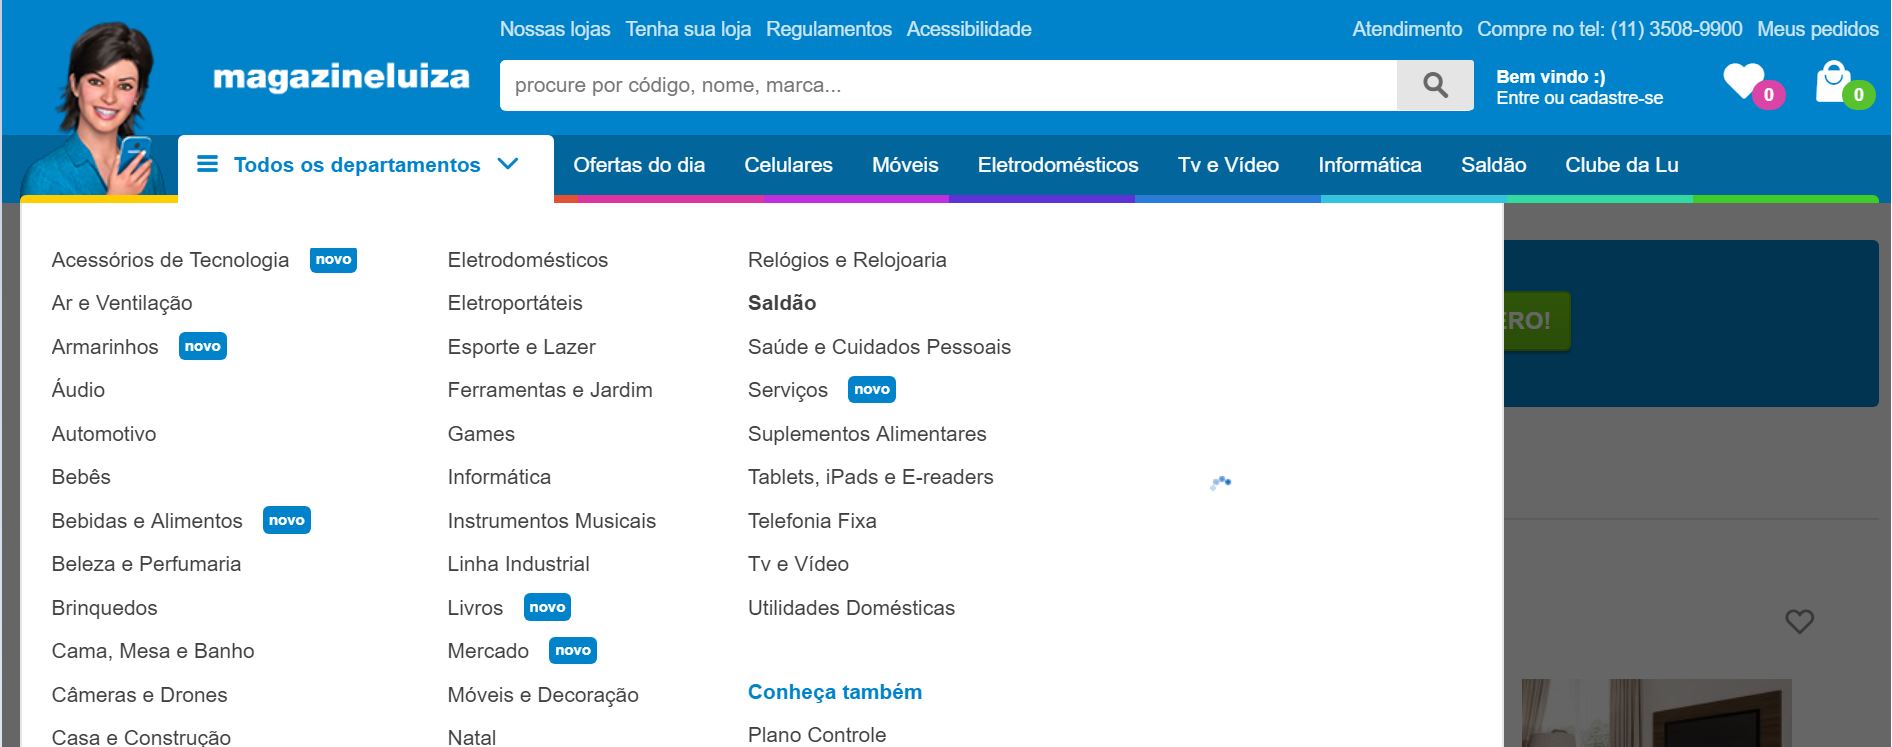 Nossas lojas Tenha sua loja Regulamentos Acessibilidade
Atendimento Compre no tel: (11) 3508-9900 Meus pedidos
magazineluiza
procure por código, nome, marca...
Bem vindo :)
Entre ou cadastre-se
0
0
Todos os departamentos
Ofertas do dia Celulares Móveis Eletrodomésticos Tv e Vídeo Informática Saldão Clube da Lu
Acessórios de Tecnologia novo
Ar e Ventilação
Armarinhos novo
Áudio
Automotivo
Bebês
Bebidas e Alimentos novo
Beleza e Perfumaria
Brinquedos
Cama, Mesa e Banho
Câmeras e Drones
Casa e Construção
Eletrodomésticos
Eletroportáteis
Esporte e Lazer
Ferramentas e Jardim
Games
Informática
Instrumentos Musicais
Linha Industrial
Livros novo
Mercado novo
Móveis e Decoração
Natal
Relógios e Relojoaria
Saldão
Saúde e Cuidados Pessoais
Serviços novo
Suplementos Alimentares
Tablets, iPads e E-readers
Telefonia Fixa
Tv e Vídeo
Utilidades Domésticas
Conheça também
Plano Controle